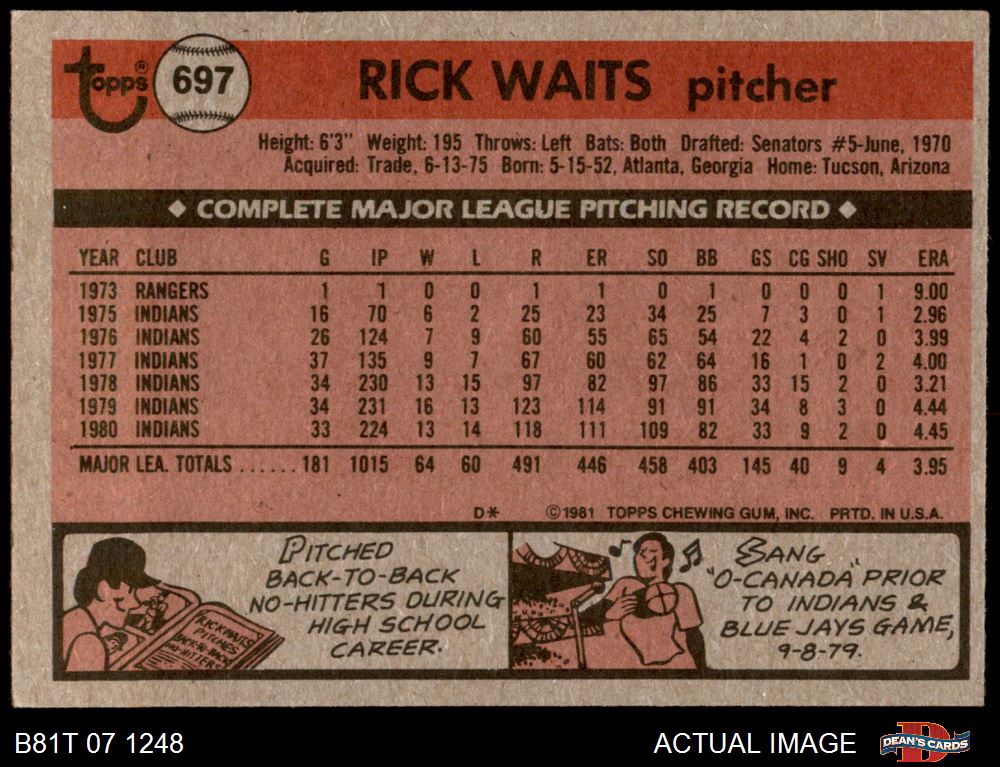 Topps® 697 RICK WAITS pitcher
Height: 6'3" Weight: 195 Throws: Left Bats: Both Drafted: Senators #5-June, 1970
Acquired: Trade, 6-13-75 Born: 5-15-52, Atlanta, Georgia Home: Tucson, Arizona
◆ COMPLETE MAJOR LEAGUE PITCHING RECORD ◆
YEAR CLUB G IP W L R ER SO BB GS CG SHO SV ERA
1973 RANGERS 1 1 0 0 1 1 0 1 0 0 0 1 9.00
1975 INDIANS 16 70 6 2 25 23 34 25 7 3 0 1 2.96
1976 INDIANS 26 124 7 9 60 55 65 54 22 4 2 0 3.99
1977 INDIANS 37 135 9 7 67 60 62 64 16 1 0 2 4.00
1978 INDIANS 34 230 13 15 97 82 97 86 33 15 2 0 3.21
1979 INDIANS 34 231 16 13 123 114 91 91 34 8 3 0 4.44
1980 INDIANS 33 224 13 14 118 111 109 82 33 9 2 0 4.45
MAJOR LEA. TOTALS ...... 181 1015 64 60 491 446 458 403 145 40 9 4 3.95
D* ©1981 TOPPS CHEWING GUM, INC. PRTD. IN U.S.A.
PITCHED
BACK-TO-BACK
NO-HITTERS DURING
HIGH SCHOOL
CAREER.
RICK WAITS
PITCHES
BACK-TO-BACK
NO-HITTERS
SANG
"O-CANADA" PRIOR
TO INDIANS &
BLUE JAYS GAME,
9-8-79.
B81T 07 1248 ACTUAL IMAGE DEAN'S CARDS